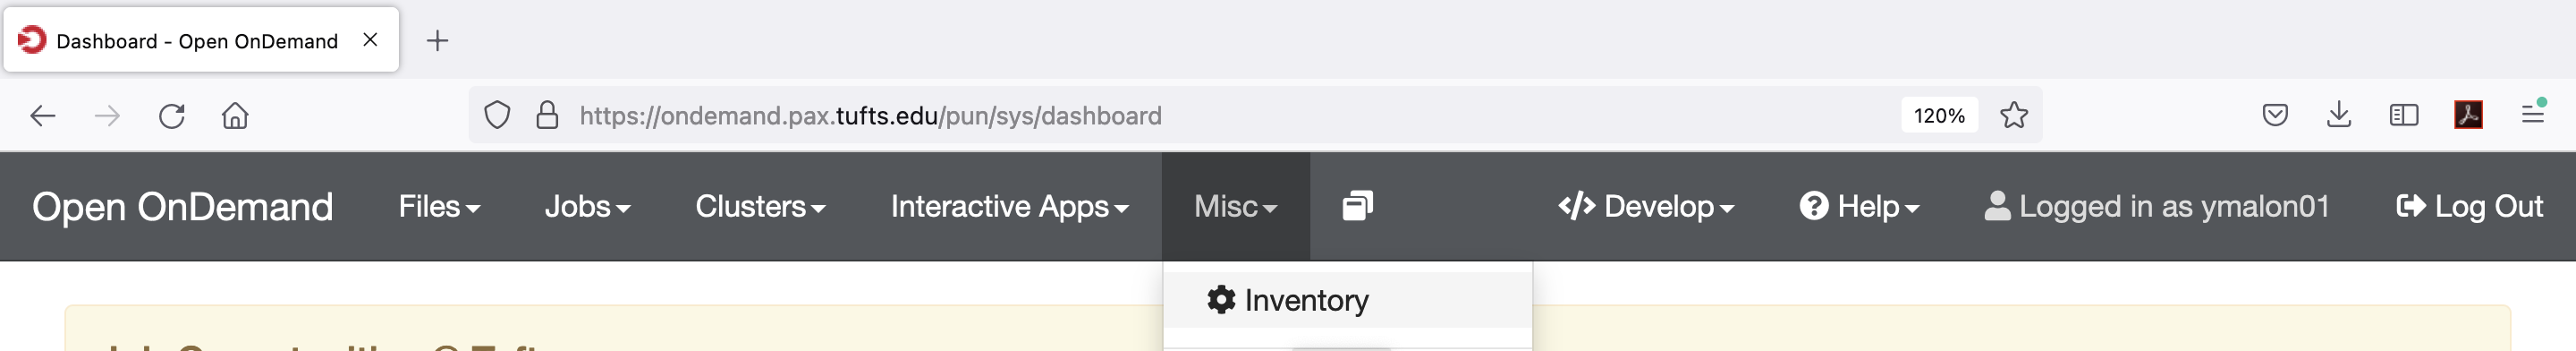 Dashboard - Open OnDemand
https://ondemand.pax.tufts.edu/pun/sys/dashboard 120%
Open OnDemand Files Jobs Clusters Interactive Apps Misc </> Develop Help Logged in as ymalon01 Log Out
Inventory